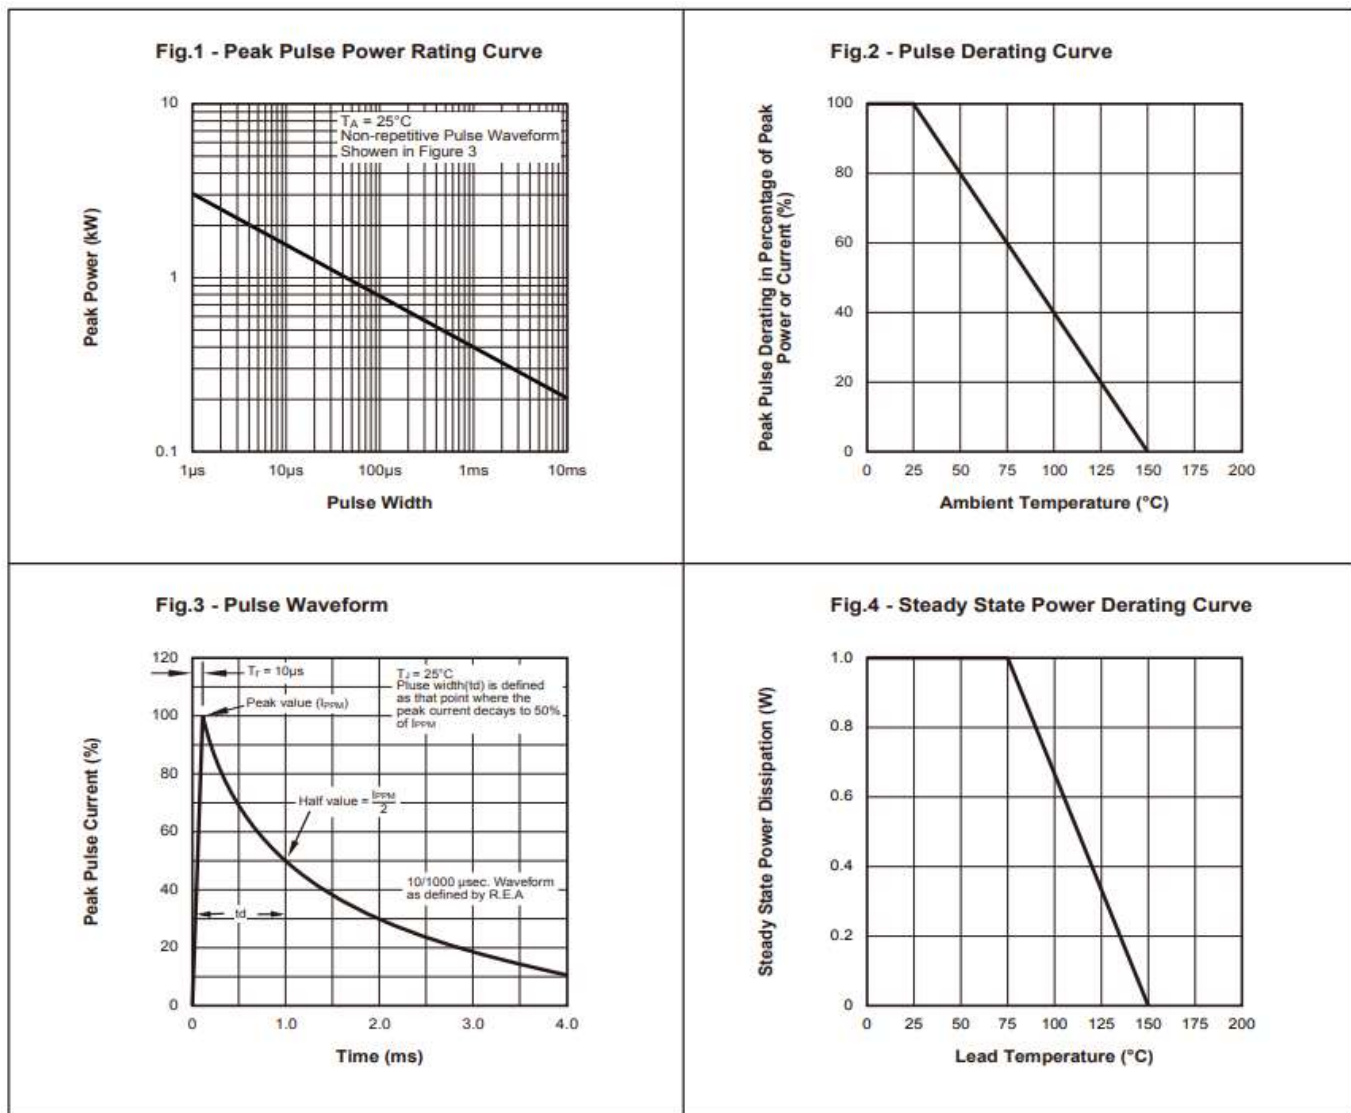 Fig.1 - Peak Pulse Power Rating Curve
10
1
0.1
Peak Power (kW)
TA = 25°C
Non-repetitive Pulse Waveform
Showen in Figure 3
1µs 10µs 100µs 1ms 10ms
Pulse Width
Fig.2 - Pulse Derating Curve
Peak Pulse Derating in Percentage of Peak
Power or Current (%)
100
80
60
40
20
0
0 25 50 75 100 125 150 175 200
Ambient Temperature (°C)
Fig.3 - Pulse Waveform
Peak Pulse Current (%)
120
100
80
60
40
20
0
Tr = 10µs
Peak value (IPPM)
TJ = 25°C
Pluse width(td) is defined
as that point where the
peak current decays to 50%
of IPPM
Half value = IPPM
2
10/1000 µsec. Waveform
as defined by R.E.A
td
0 1.0 2.0 3.0 4.0
Time (ms)
Fig.4 - Steady State Power Derating Curve
Steady State Power Dissipation (W)
1.0
0.8
0.6
0.4
0.2
0
0 25 50 75 100 125 150 175 200
Lead Temperature (°C)